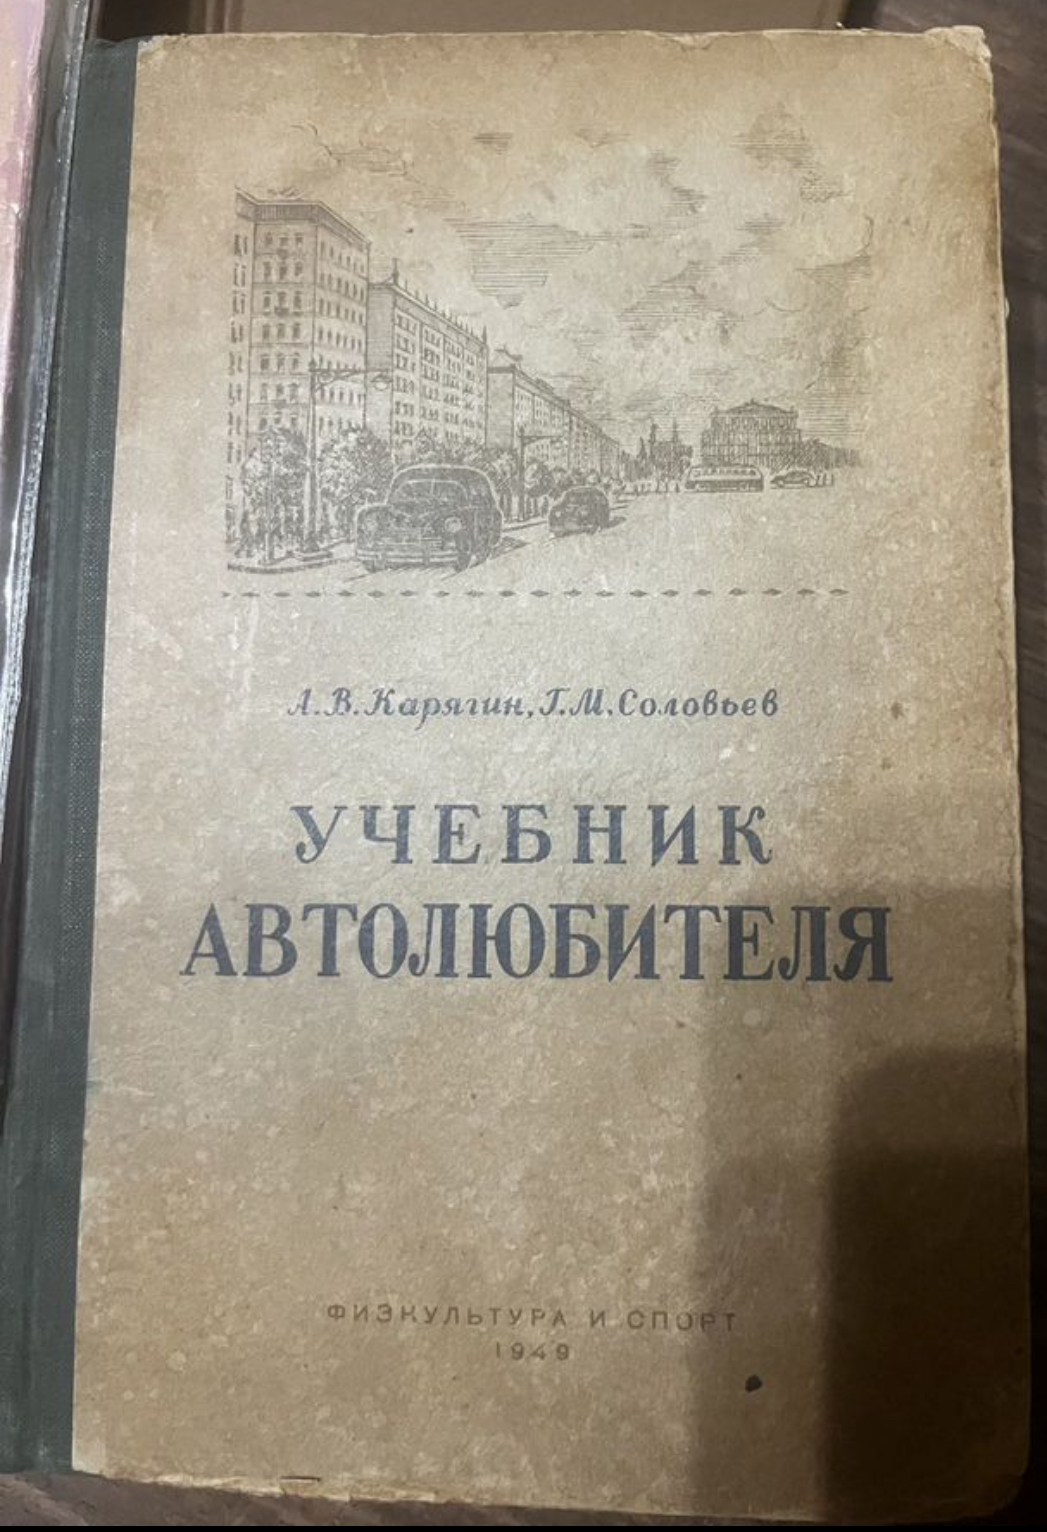 А.В.Карягин, Г.М.Соловьев
УЧЕБНИК
АВТОЛЮБИТЕЛЯ
ФИЗКУЛЬТУРА И СПОРТ
1949